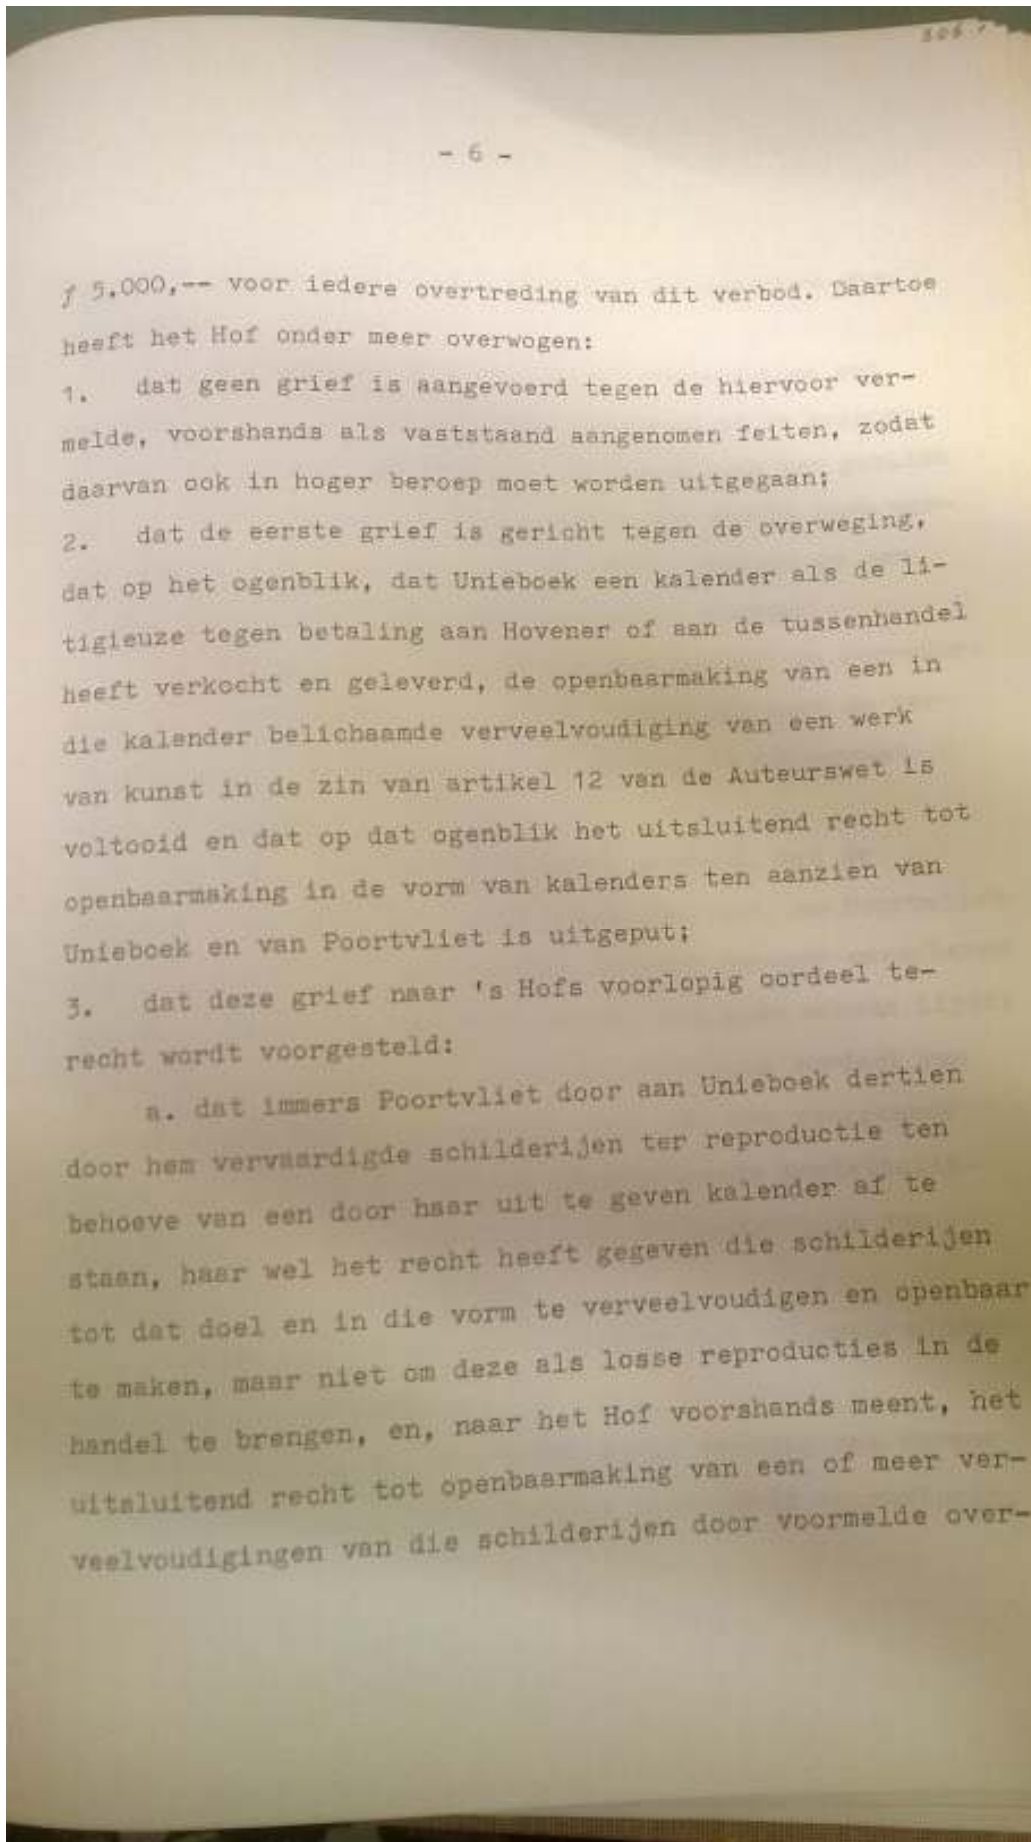 - 6 -
ƒ 5.000,-- voor iedere overtreding van dit verbod. Daartoe
heeft het Hof onder meer overwogen:
1. dat geen grief is aangevoerd tegen de hiervoor ver-
melde, voorshands als vaststaand aangenomen feiten, zodat
daarvan ook in hoger beroep moet worden uitgegaan;
2. dat de eerste grief is gericht tegen de overweging,
dat op het ogenblik, dat Unieboek een kalender als de li-
tigieuze tegen betaling aan Hovener of aan de tussenhandel
heeft verkocht en geleverd, de openbaarmaking van een in
die kalender belichaamde verveelvoudiging van een werk
van kunst in de zin van artikel 12 van de Auteurswet is
voltooid en dat op dat ogenblik het uitsluitend recht tot
openbaarmaking in de vorm van kalenders ten aanzien van
Unieboek en van Poortvliet is uitgeput;
3. dat deze grief naar 's Hofs voorlopig oordeel te-
recht wordt voorgesteld:
a. dat immers Poortvliet door aan Unieboek dertien
door hem vervaardigde schilderijen ter reproductie ten
behoeve van een door haar uit te geven kalender af te
staan, haar wel het recht heeft gegeven die schilderijen
tot dat doel en in die vorm te verveelvoudigen en openbaar
te maken, maar niet om deze als losse reproducties in de
handel te brengen, en, naar het Hof voorshands meent, het
uitsluitend recht tot openbaarmaking van een of meer ver-
veelvoudigingen van die schilderijen door voormelde over-